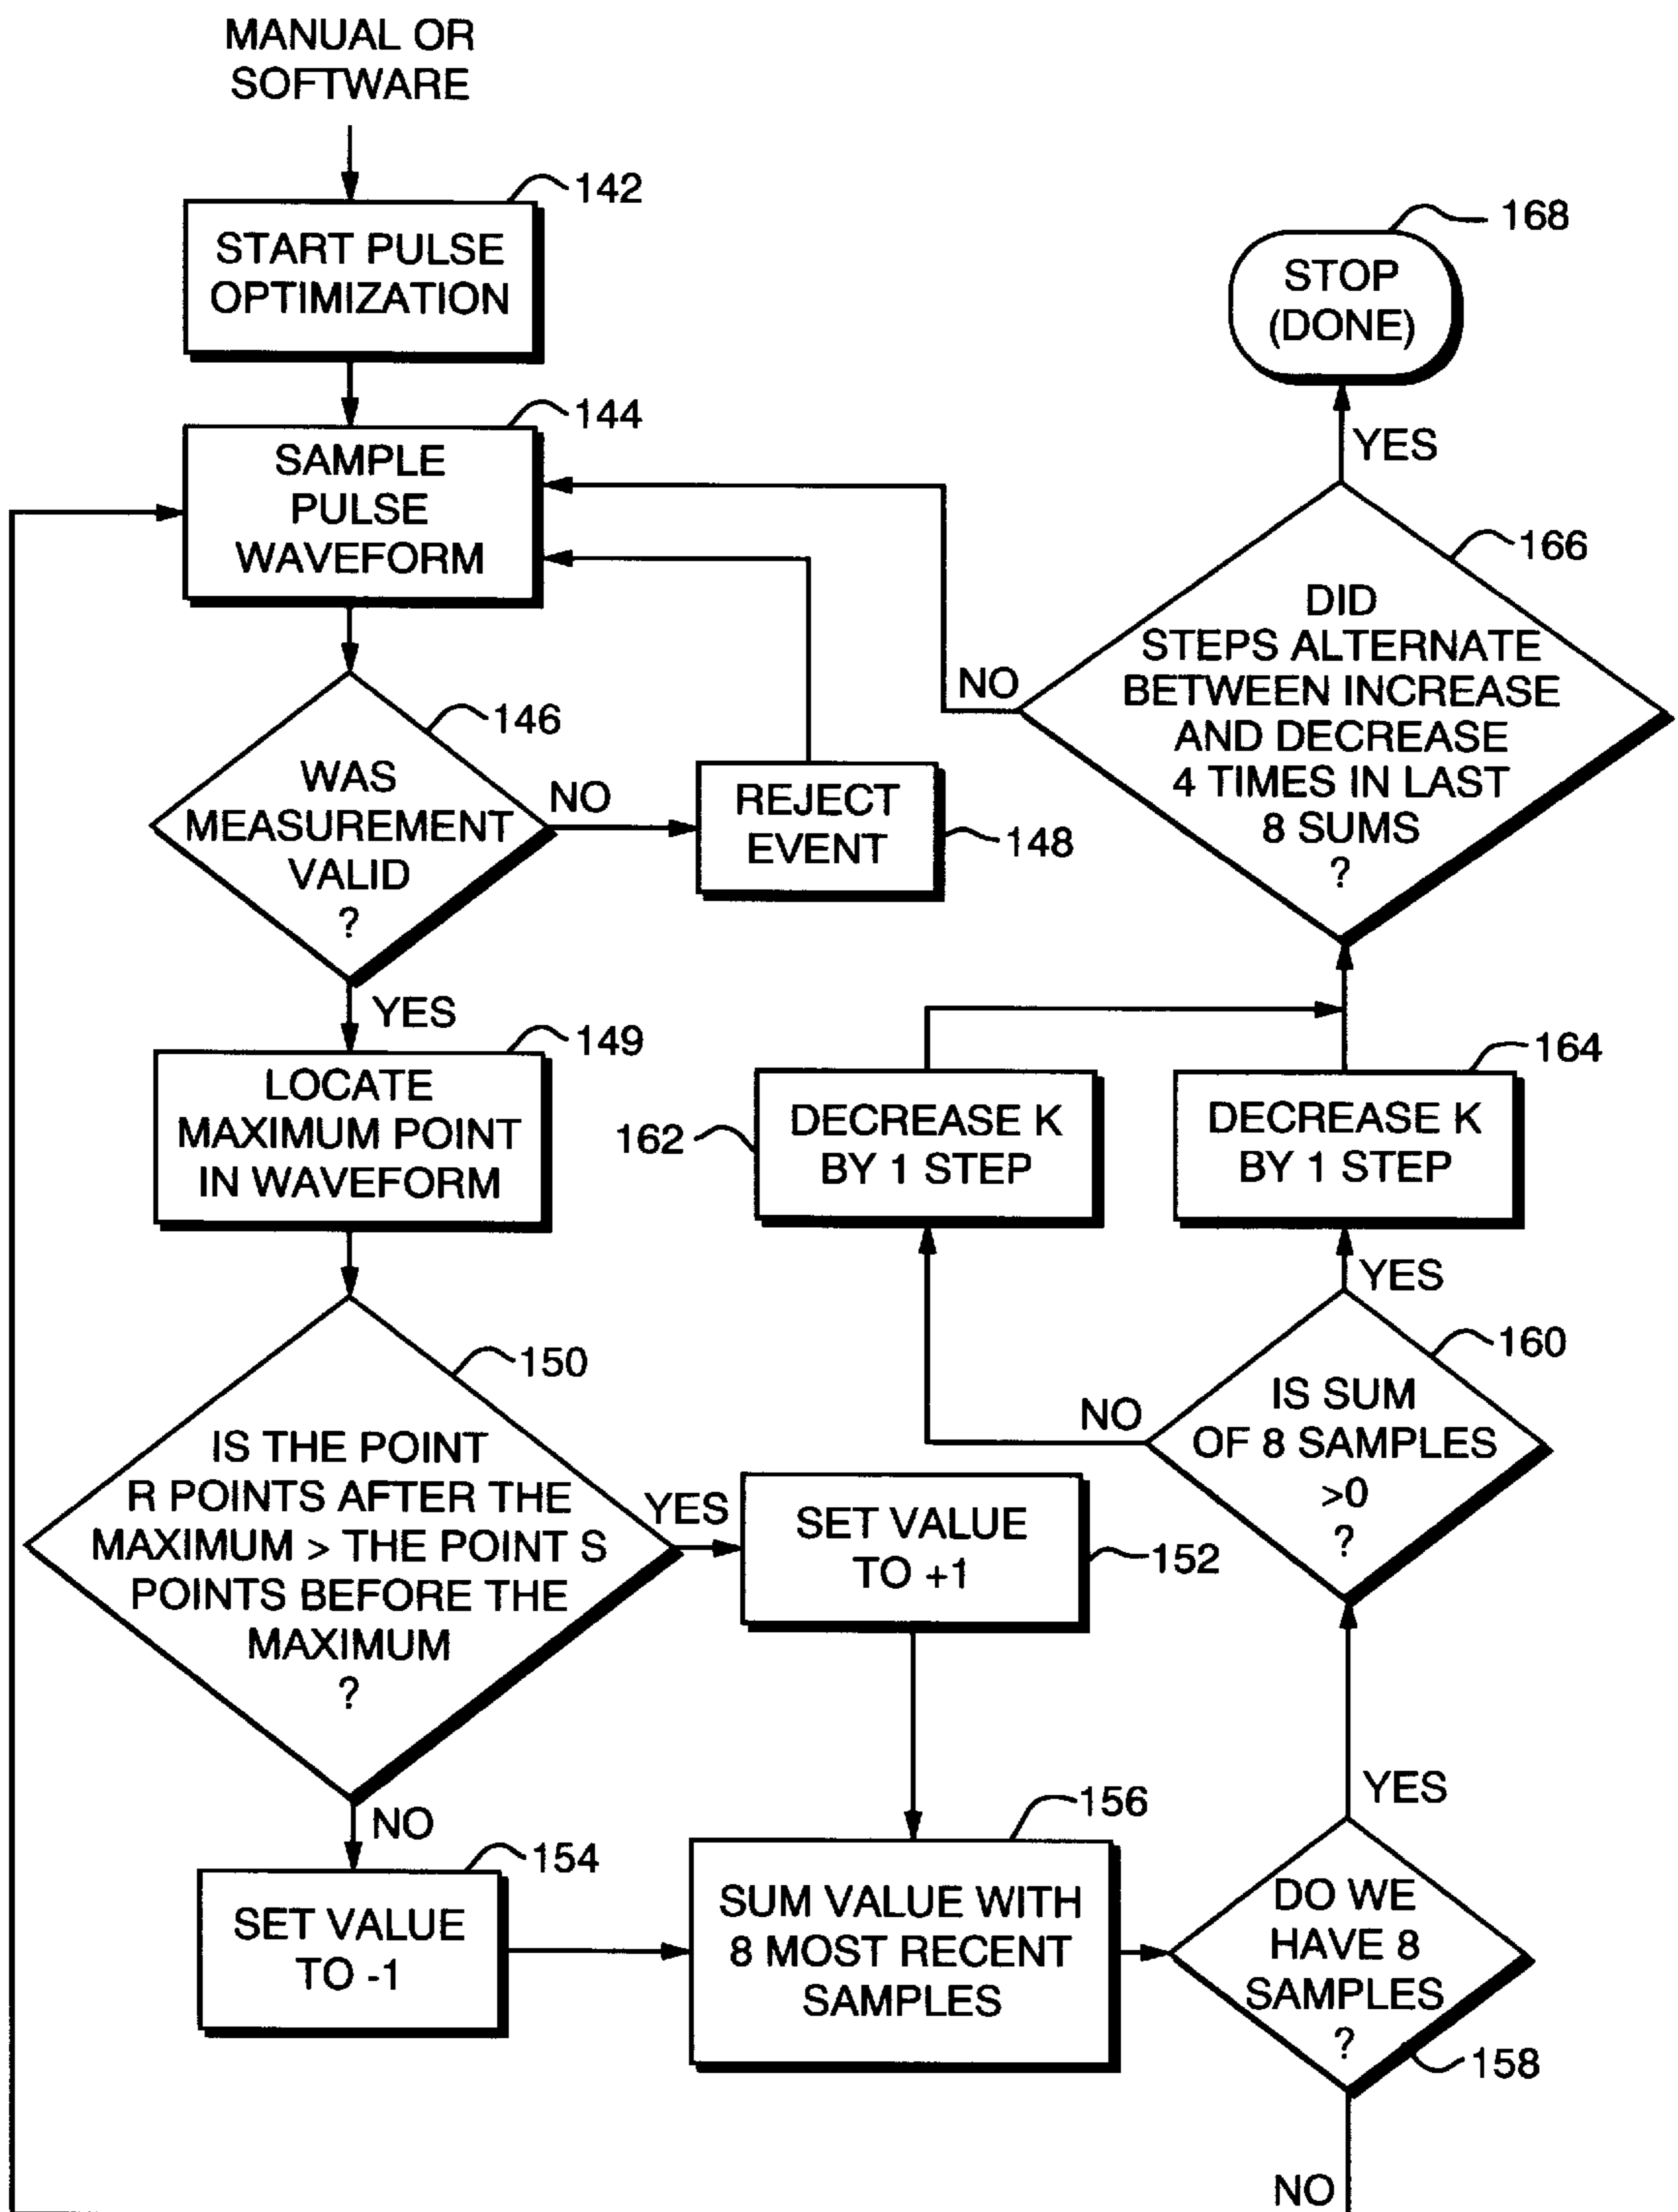 MANUAL OR
SOFTWARE
142
START PULSE
OPTIMIZATION
144
SAMPLE
PULSE
WAVEFORM
146
WAS
MEASUREMENT
VALID
?
NO
REJECT
EVENT
148
YES
149
LOCATE
MAXIMUM POINT
IN WAVEFORM
150
IS THE POINT
R POINTS AFTER THE
MAXIMUM > THE POINT S
POINTS BEFORE THE
MAXIMUM
?
YES
SET VALUE
TO +1
152
NO
154
SET VALUE
TO -1
156
SUM VALUE WITH
8 MOST RECENT
SAMPLES
DO WE
HAVE 8
SAMPLES
?
158
NO
YES
160
IS SUM
OF 8 SAMPLES
>0
?
NO
162
DECREASE K
BY 1 STEP
YES
164
DECREASE K
BY 1 STEP
166
DID
STEPS ALTERNATE
BETWEEN INCREASE
AND DECREASE
4 TIMES IN LAST
8 SUMS
?
NO
YES
168
STOP
(DONE)